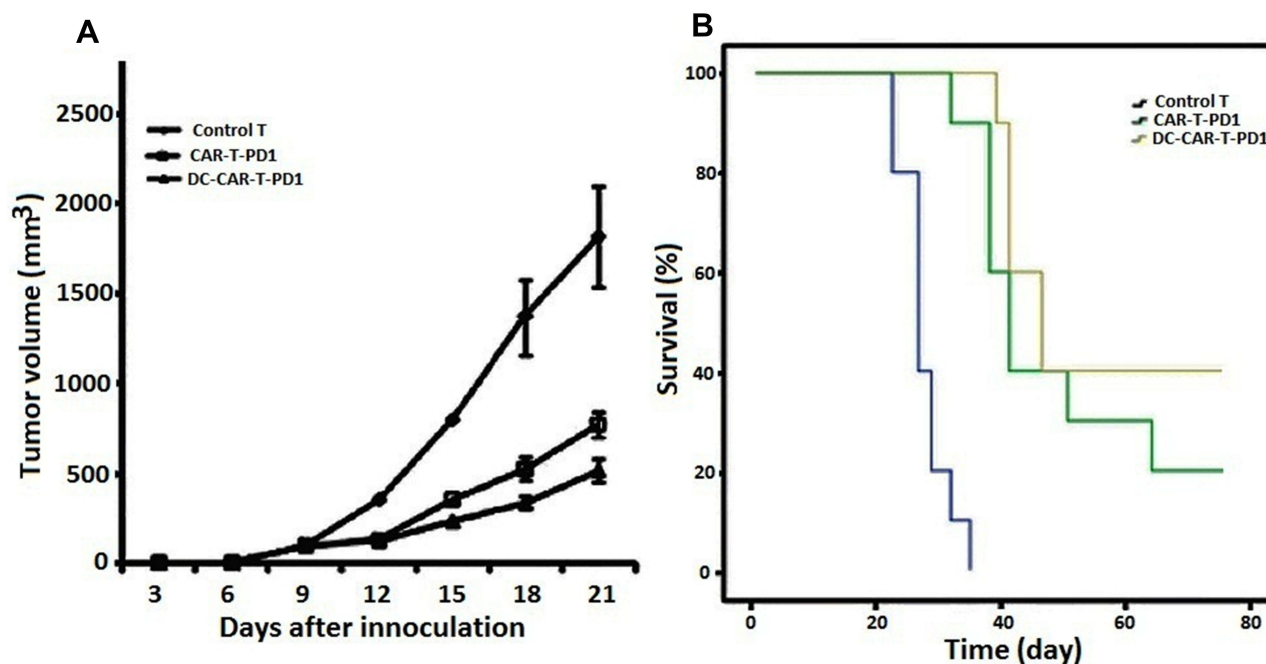 A
2500
2000
1500
1000
500
0
Tumor volume (mm3)
Control T
CAR-T-PD1
DC-CAR-T-PD1
3 6 9 12 15 18 21
Days after innoculation
B
100
80
60
40
20
0
Survival (%)
Control T
CAR-T-PD1
DC-CAR-T-PD1
0 20 40 60 80
Time (day)